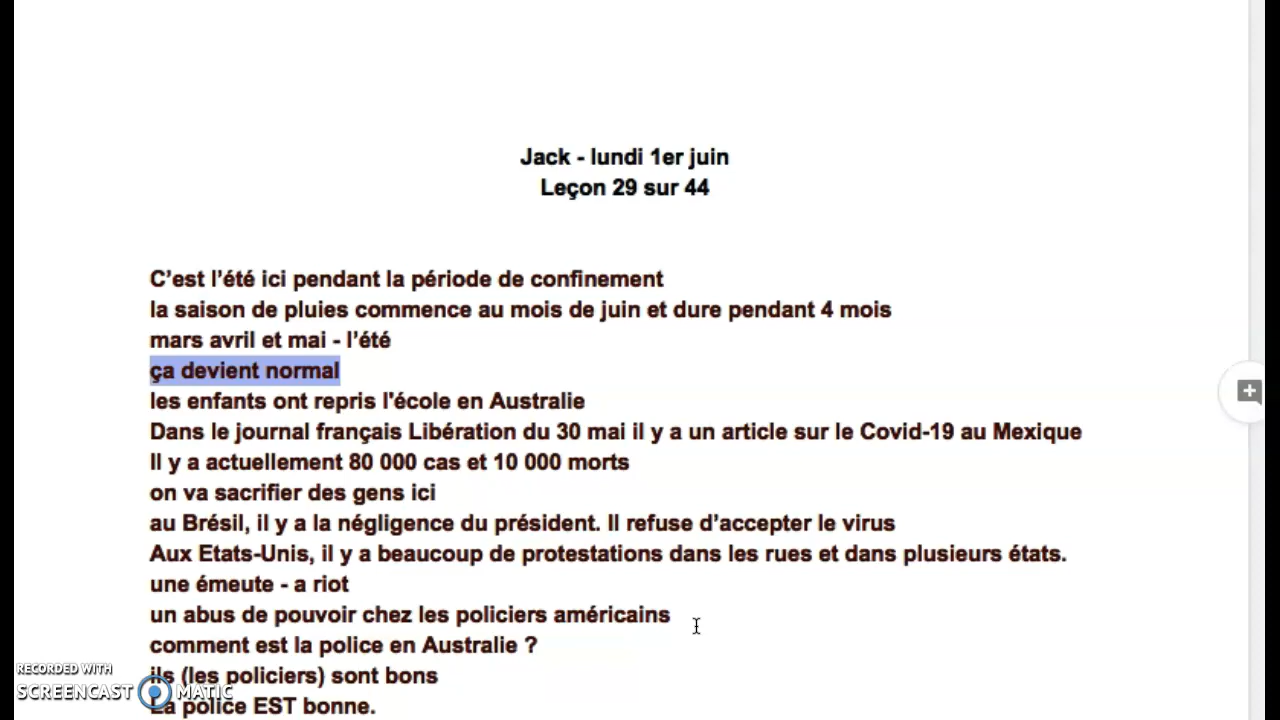 Jack - lundi 1er juin
Leçon 29 sur 44
C’est l’été ici pendant la période de confinement
la saison de pluies commence au mois de juin et dure pendant 4 mois
mars avril et mai - l’été
ça devient normal
les enfants ont repris l'école en Australie
Dans le journal français Libération du 30 mai il y a un article sur le Covid-19 au Mexique
Il y a actuellement 80 000 cas et 10 000 morts
on va sacrifier des gens ici
au Brésil, il y a la négligence du président. Il refuse d’accepter le virus
Aux Etats-Unis, il y a beaucoup de protestations dans les rues et dans plusieurs états.
une émeute - a riot
un abus de pouvoir chez les policiers américains
comment est la police en Australie ?
ils (les policiers) sont bons
La police EST bonne.
RECORDED WITH
SCREENCAST MATIC